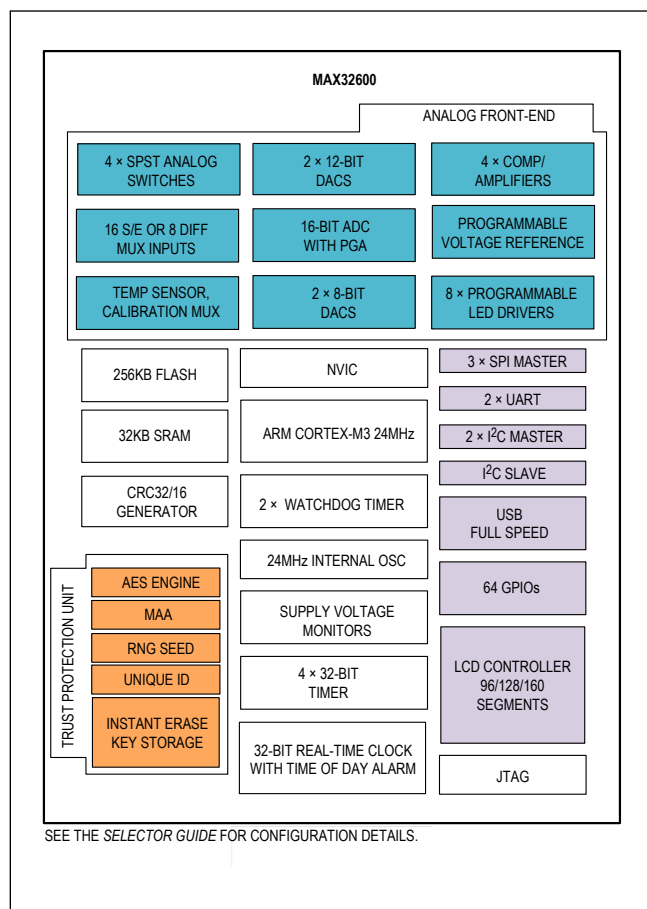 MAX32600
ANALOG FRONT-END
4 × SPST ANALOG
SWITCHES
2 × 12-BIT
DACS
4 × COMP/
AMPLIFIERS
16 S/E OR 8 DIFF
MUX INPUTS
16-BIT ADC
WITH PGA
PROGRAMMABLE
VOLTAGE REFERENCE
TEMP SENSOR,
CALIBRATION MUX
2 × 8-BIT
DACS
8 × PROGRAMMABLE
LED DRIVERS
256KB FLASH
32KB SRAM
CRC32/16
GENERATOR
TRUST PROTECTION UNIT
AES ENGINE
MAA
RNG SEED
UNIQUE ID
INSTANT ERASE
KEY STORAGE
NVIC
ARM CORTEX-M3 24MHz
2 × WATCHDOG TIMER
24MHz INTERNAL OSC
SUPPLY VOLTAGE
MONITORS
4 × 32-BIT
TIMER
32-BIT REAL-TIME CLOCK
WITH TIME OF DAY ALARM
3 × SPI MASTER
2 × UART
2 × I²C MASTER
I²C SLAVE
USB
FULL SPEED
64 GPIOs
LCD CONTROLLER
96/128/160
SEGMENTS
JTAG
SEE THE SELECTOR GUIDE FOR CONFIGURATION DETAILS.